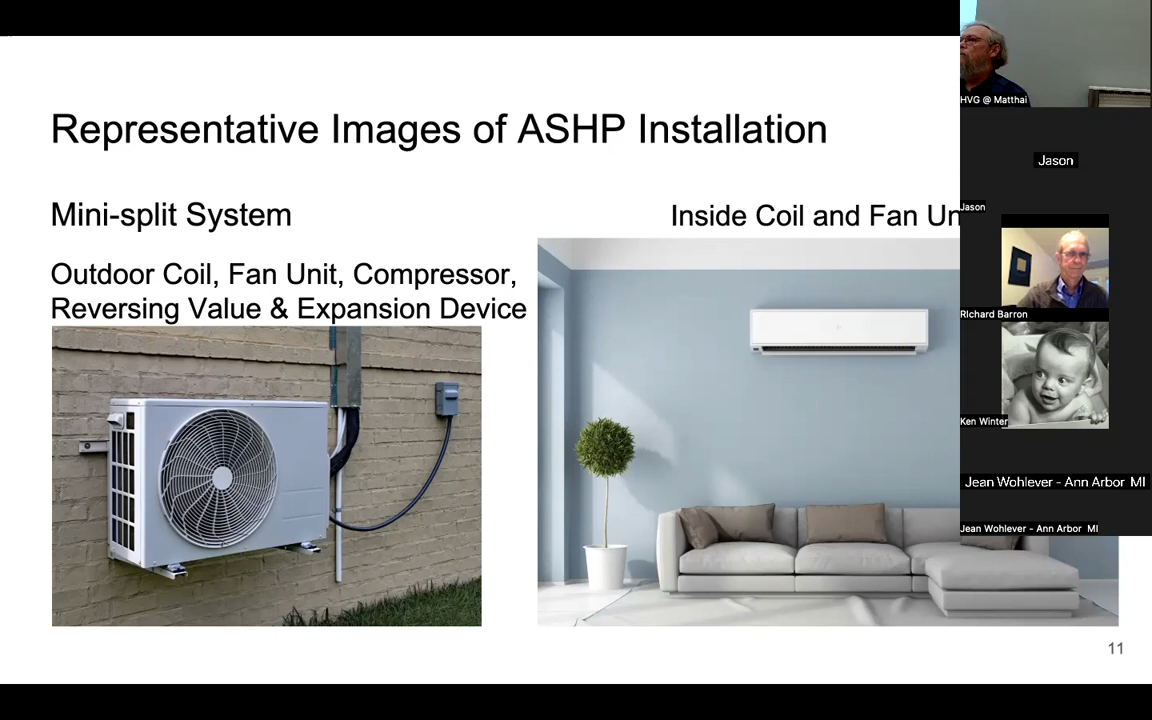 Representative Images of ASHP Installation
Mini-split System
Inside Coil and Fan Un
Outdoor Coil, Fan Unit, Compressor,
Reversing Value & Expansion Device
11
HVG @ Matthai
Jason
Jason
RIchard Barron
Ken Winter
Jean Wohlever - Ann Arbor MI
Jean Wohlever - Ann Arbor MI